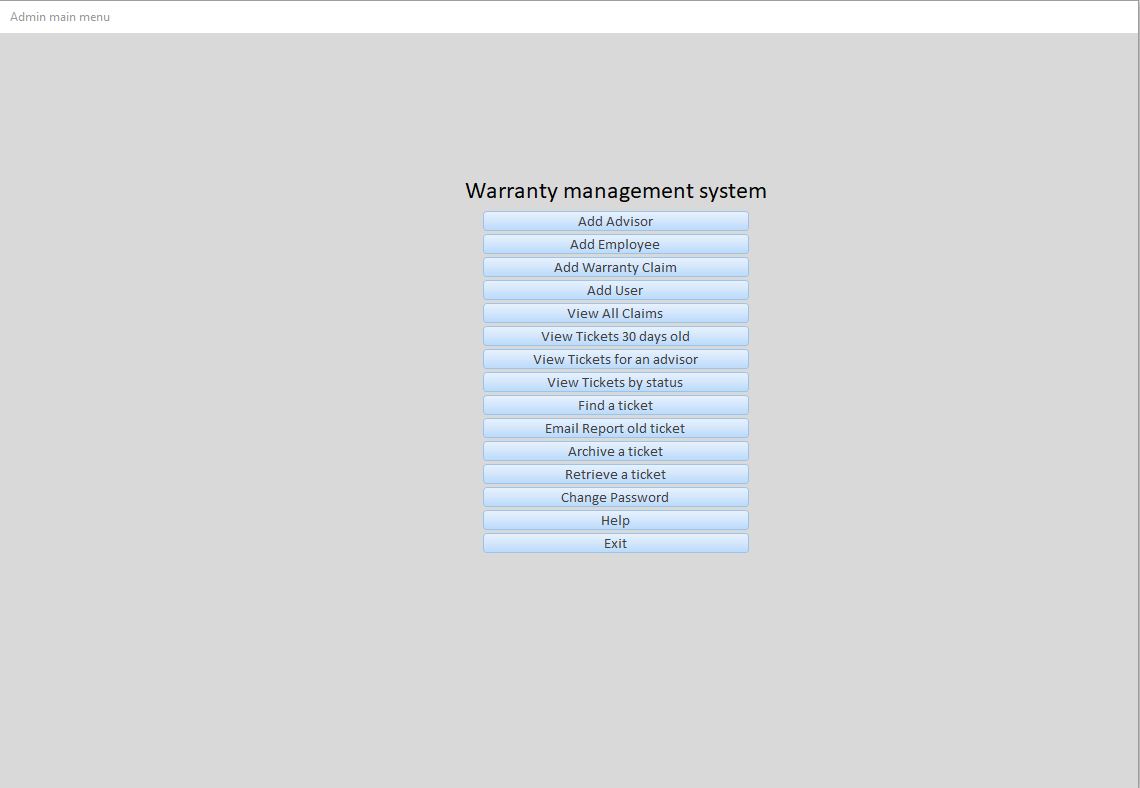 Admin main menu
Warranty management system
Add Advisor
Add Employee
Add Warranty Claim
Add User
View All Claims
View Tickets 30 days old
View Tickets for an advisor
View Tickets by status
Find a ticket
Email Report old ticket
Archive a ticket
Retrieve a ticket
Change Password
Help
Exit